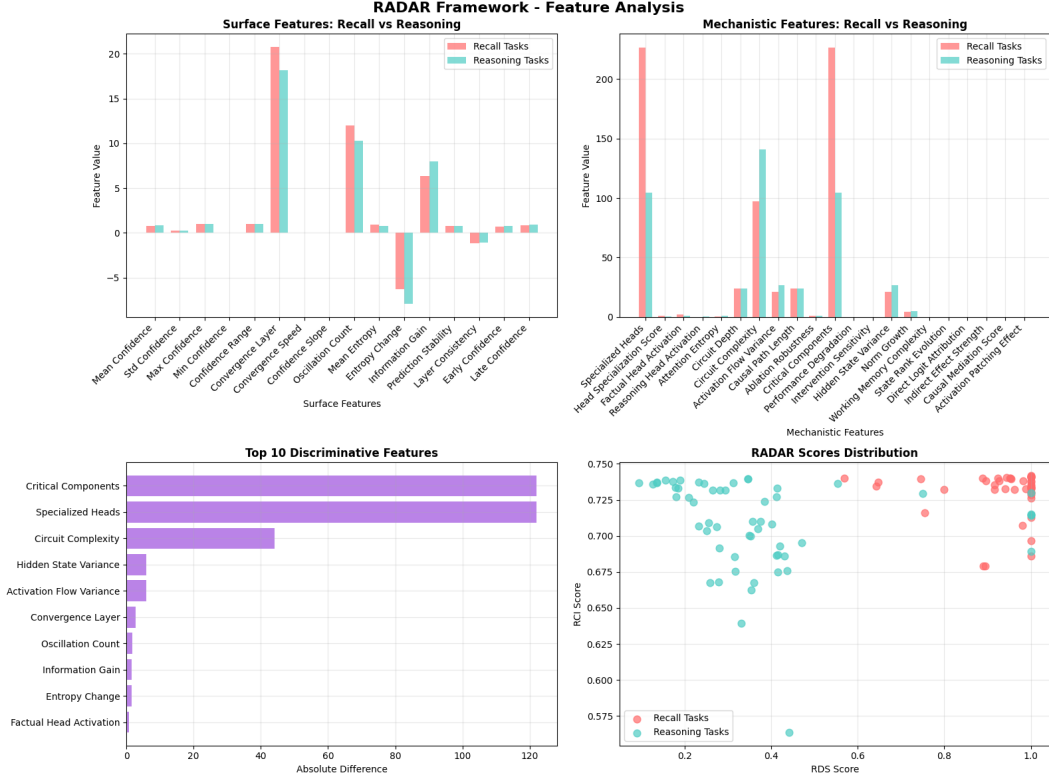 RADAR Framework - Feature Analysis
Surface Features: Recall vs Reasoning
Recall Tasks
Reasoning Tasks
Feature Value
20
15
10
5
0
−5
Mean Confidence
Std Confidence
Max Confidence
Min Confidence
Confidence Range
Convergence Layer
Convergence Speed
Confidence Slope
Oscillation Count
Mean Entropy
Entropy Change
Information Gain
Prediction Stability
Layer Consistency
Early Confidence
Late Confidence
Surface Features
Mechanistic Features: Recall vs Reasoning
Recall Tasks
Reasoning Tasks
Feature Value
200
150
100
50
0
Specialized Heads
Head Specialization Score
Factual Head Activation
Reasoning Head Activation
Attention Entropy
Circuit Depth
Circuit Complexity
Activation Flow Variance
Causal Path Length
Ablation Robustness
Critical Components
Performance Degradation
Intervention Sensitivity
Hidden State Variance
Norm Growth
Working Memory Complexity
State Rank Evolution
Direct Logit Attribution
Indirect Effect Strength
Causal Mediation Score
Activation Patching Effect
Mechanistic Features
Top 10 Discriminative Features
Critical Components
Specialized Heads
Circuit Complexity
Hidden State Variance
Activation Flow Variance
Convergence Layer
Oscillation Count
Information Gain
Entropy Change
Factual Head Activation
0 20 40 60 80 100 120
Absolute Difference
RADAR Scores Distribution
RCI Score
0.750
0.725
0.700
0.675
0.650
0.625
0.600
0.575
Recall Tasks
Reasoning Tasks
0.2 0.4 0.6 0.8 1.0
RDS Score